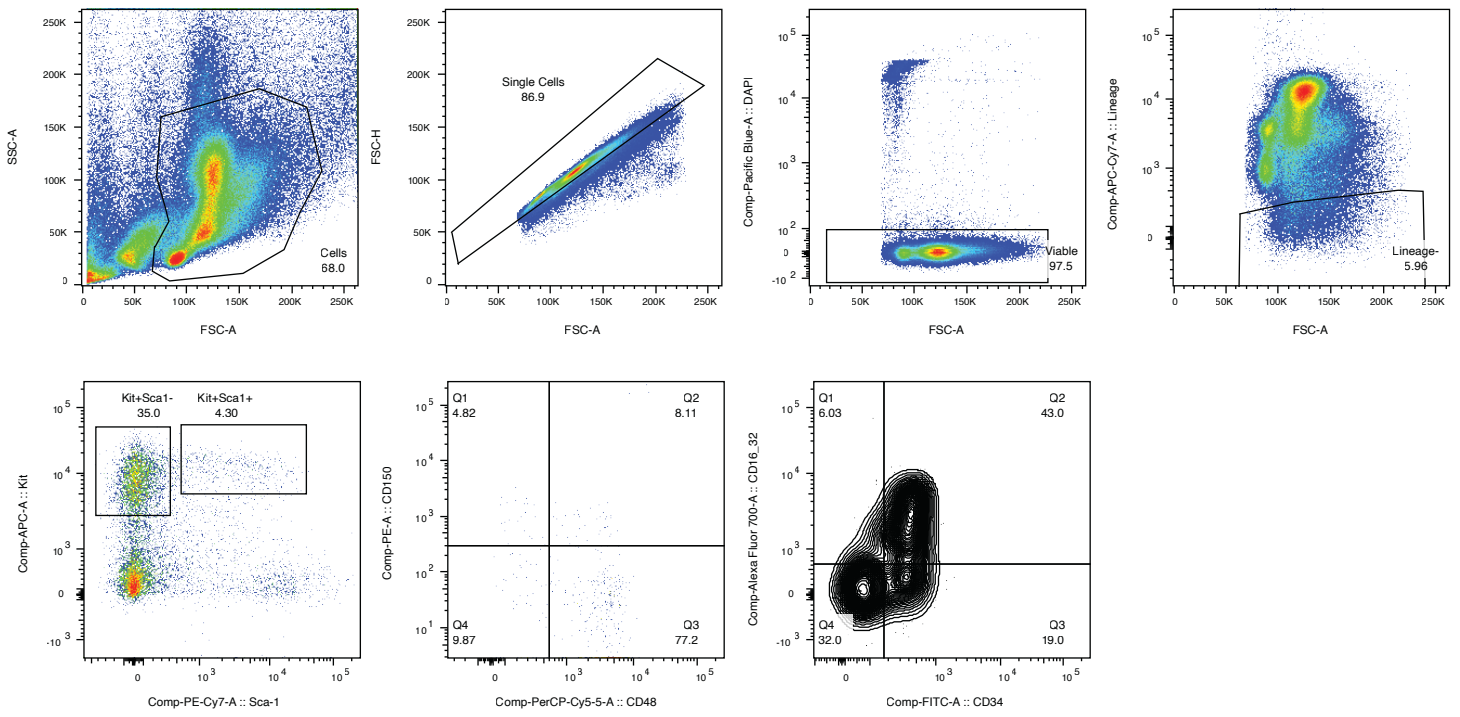 250K
200K
150K
100K
50K
0
SSC-A
Cells
68.0
0 50K 100K 150K 200K 250K
FSC-A
250K
200K
150K
100K
50K
0
FSC-H
Single Cells
86.9
0 50K 100K 150K 200K 250K
FSC-A
10^5
10^4
10^3
10^2
0
-10^2
Comp-Pacific Blue-A :: DAPI
Viable
97.5
0 50K 100K 150K 200K 250K
FSC-A
10^5
10^4
10^3
0
Comp-APC-Cy7-A :: Lineage
Lineage-
5.96
0 50K 100K 150K 200K 250K
FSC-A
10^5
10^4
10^3
0
-10^3
Comp-APC-A :: Kit
Kit+Sca1-
35.0
Kit+Sca1+
4.30
0 10^3 10^4 10^5
Comp-PE-Cy7-A :: Sca-1
10^5
10^4
10^3
10^2
10^1
Comp-PE-A :: CD150
Q1
4.82
Q2
8.11
Q4
9.87
Q3
77.2
0 10^3 10^4 10^5
Comp-PerCP-Cy5-5-A :: CD48
10^5
10^4
10^3
0
-10^3
Comp-Alexa Fluor 700-A :: CD16_32
Q1
6.03
Q2
43.0
Q4
32.0
Q3
19.0
0 10^3 10^4 10^5
Comp-FITC-A :: CD34